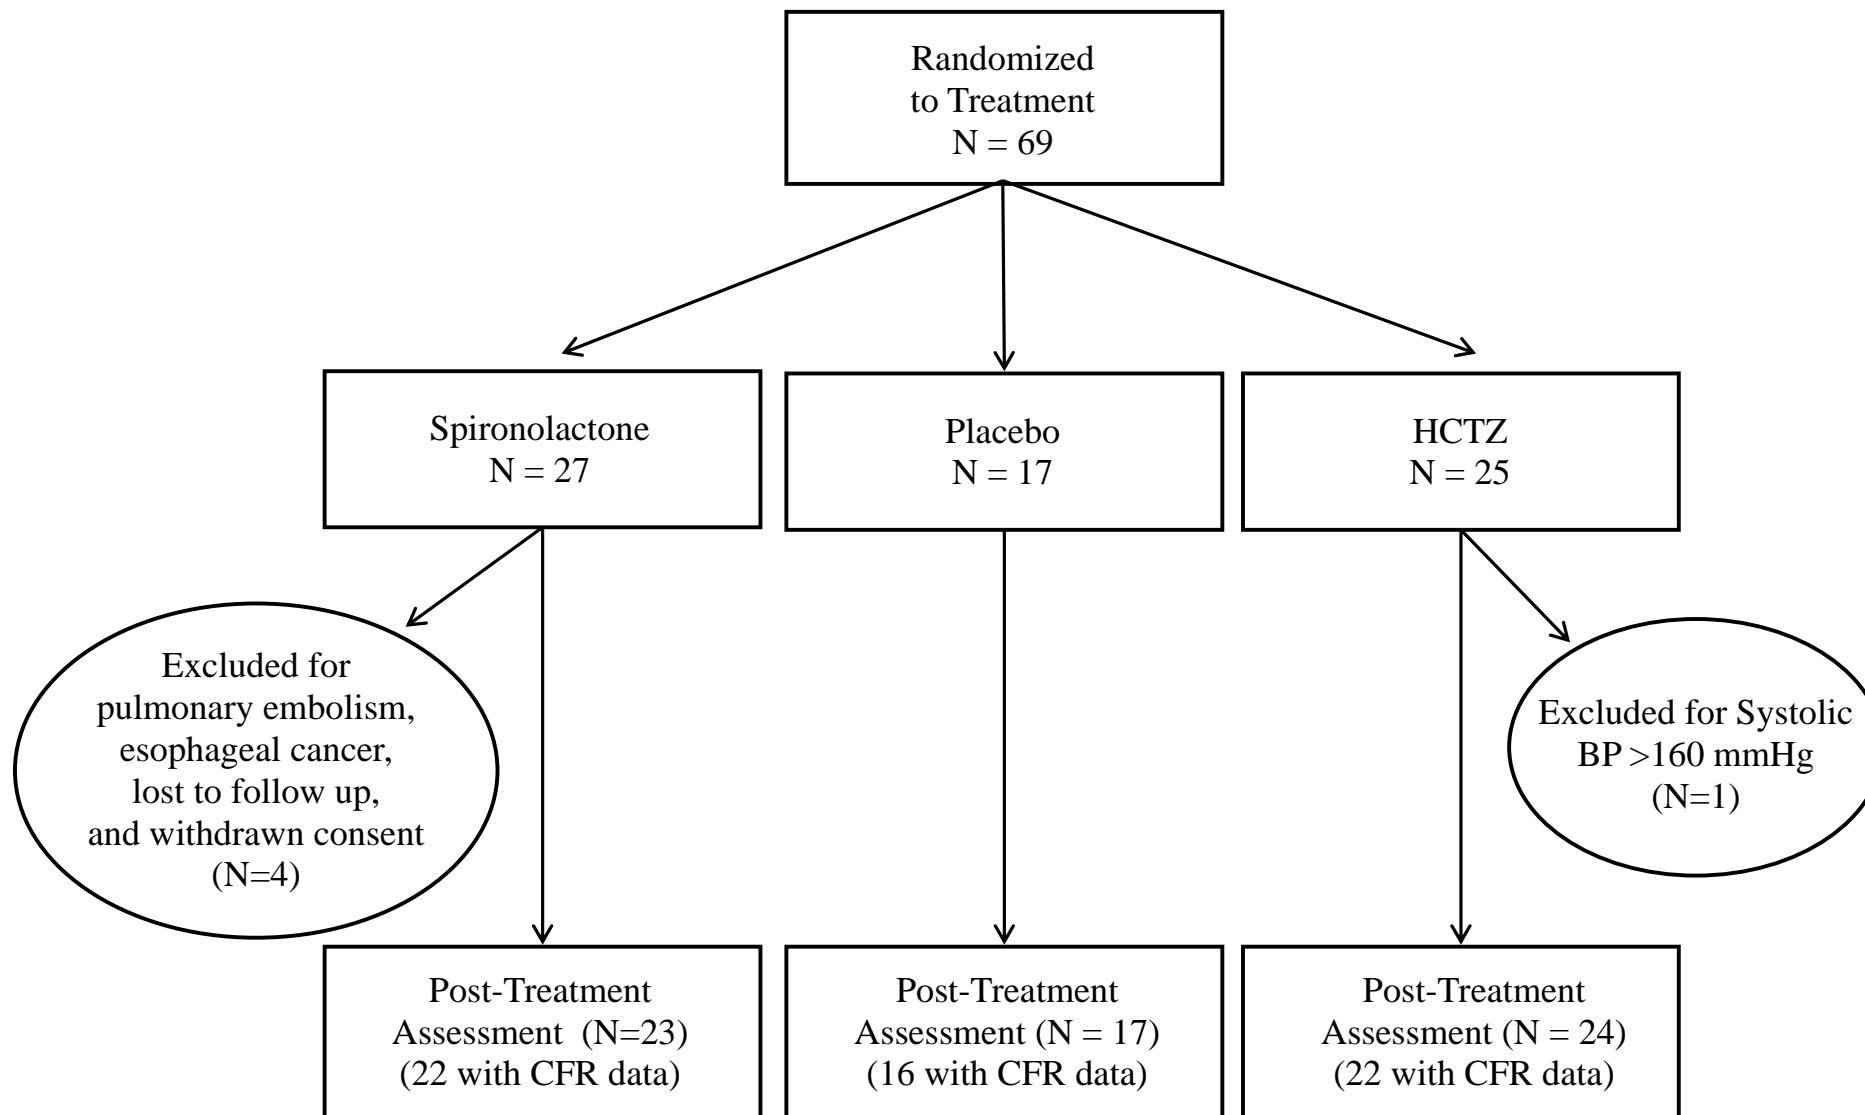 Randomized
to Treatment
N = 69
Spironolactone
N = 27
Placebo
N = 17
HCTZ
N = 25
Excluded for
pulmonary embolism,
esophageal cancer,
lost to follow up,
and withdrawn consent
(N=4)
Excluded for Systolic
BP >160 mmHg
(N=1)
Post-Treatment
Assessment  (N=23)
(22 with CFR data)
Post-Treatment
Assessment (N = 17)
(16 with CFR data)
Post-Treatment
Assessment (N = 24)
(22 with CFR data)